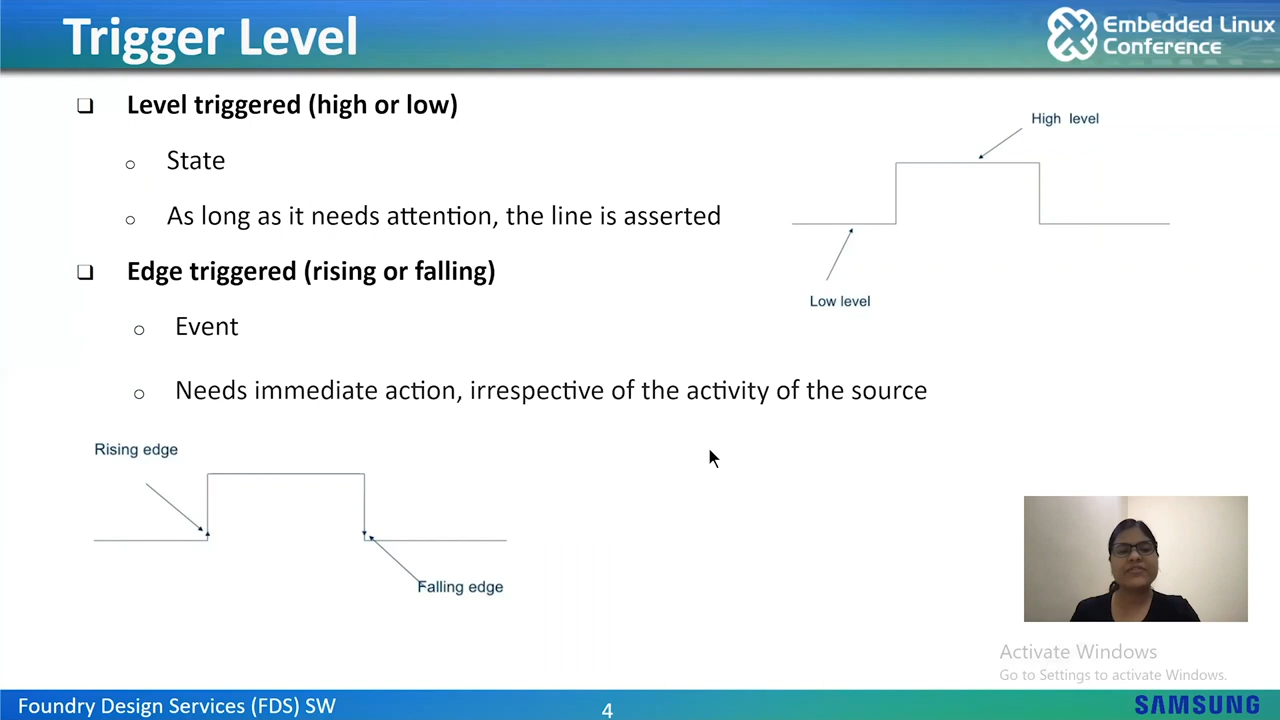 Trigger Level
Embedded Linux
Conference
❑ Level triggered (high or low)
○ State
○ As long as it needs attention, the line is asserted
❑ Edge triggered (rising or falling)
○ Event
○ Needs immediate action, irrespective of the activity of the source
High level
Low level
Rising edge
Falling edge
Activate Windows
Go to Settings to activate Windows.
Foundry Design Services (FDS) SW
4
SAMSUNG